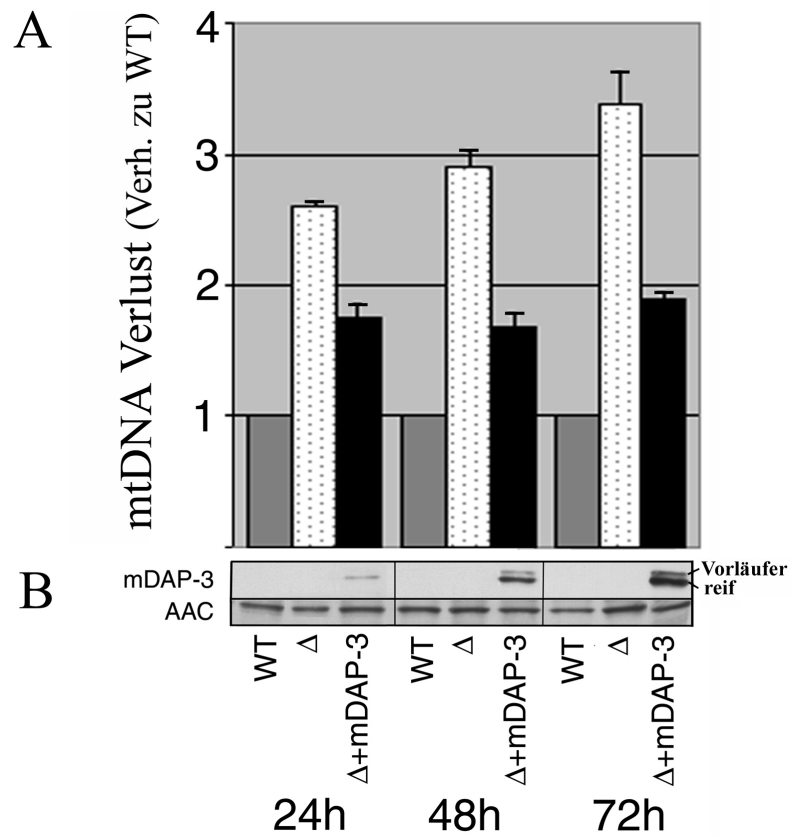 A
mtDNA Verlust (Verh. zu WT)
4
3
2
1
B
mDAP-3
Vorläufer
reif
AAC
WT Δ Δ+mDAP-3 WT Δ Δ+mDAP-3 WT Δ Δ+mDAP-3
24h 48h 72h